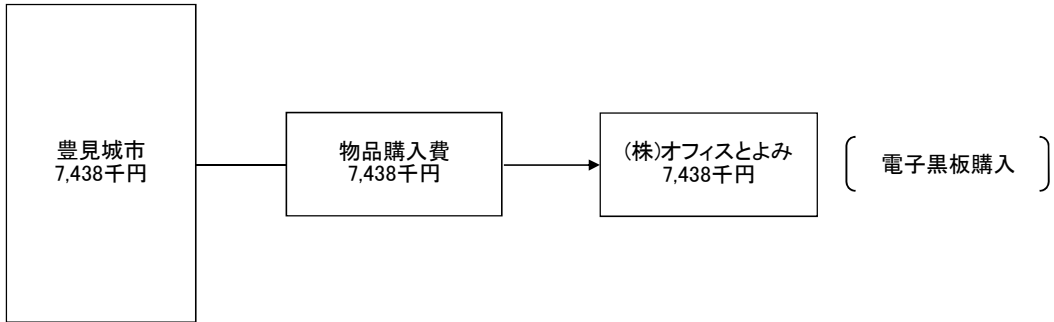 豊見城市
7,438千円
物品購入費
7,438千円
(株)オフィスとよみ
7,438千円
電子黒板購入